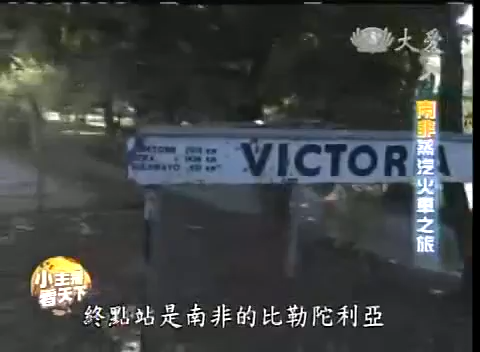 大愛
南非蒸汽火車之旅
VICTORIA
小主播
看天下
終點站是南非的比勒陀利亞